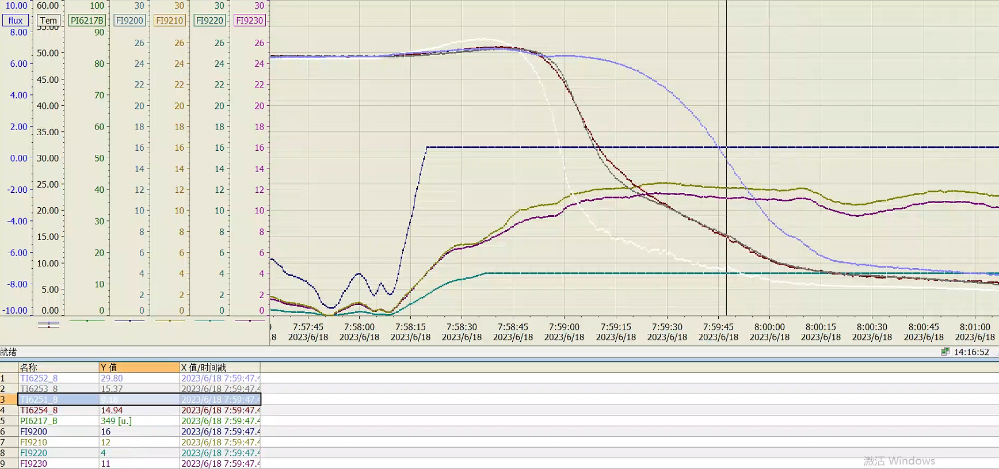 10.00 60.00 100 30 30 30 30
flux Tem PI6217B FI9200 FI9210 FI9220 FI9230
55.00
8.00 90
26 26 26 26
50.00
6.00 80 24 24 24 24
45.00 22 22 22 22
4.00 70
40.00 20 20 20 20
2.00 35.00 60 18 18 18 18
16 16 16 16
0.00 30.00 50
14 14 14 14
25.00
-2.00 40 12 12 12 12
20.00 10 10 10 10
-4.00 30
15.00 8 8 8 8
-6.00 20 6 6 6 6
10.00
4 4 4 4
-8.00 5.00 10
2 2 2 2
-10.00 0.00 0 0 0 0 0
7:57:45 7:58:00 7:58:15 7:58:30 7:58:45 7:59:00 7:59:15 7:59:30 7:59:45 8:00:00 8:00:15 8:00:30 8:00:45 8:01:00
8 2023/6/18 2023/6/18 2023/6/18 2023/6/18 2023/6/18 2023/6/18 2023/6/18 2023/6/18 2023/6/18 2023/6/18 2023/6/18 2023/6/18 2023/6/18 2023/6/18
就绪 14:16:52
名称 Y 值 X 值/时间戳
1 TI6252_8 29.80 2023/6/18 7:59:47.4
2 TI6253_8 15.37 2023/6/18 7:59:47.4
3 TI6251_8 9.18 2023/6/18 7:59:47.4
4 TI6254_8 14.94 2023/6/18 7:59:47.4
5 PI6217_B 349 [u.] 2023/6/18 7:59:47.4
6 FI9200 16 2023/6/18 7:59:47.4
7 FI9210 12 2023/6/18 7:59:47.4
8 FI9220 4 2023/6/18 7:59:47.4
9 FI9230 11 2023/6/18 7:59:47.4
激活 Windows